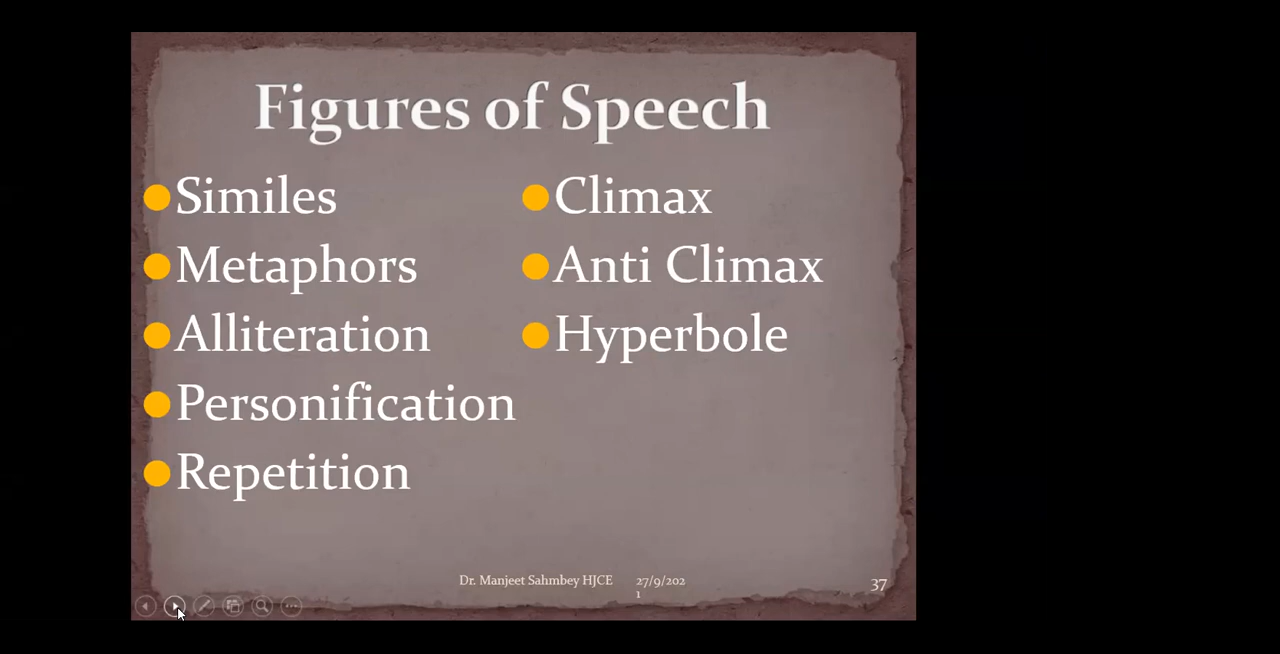 Figures of Speech
Similes
Metaphors
Alliteration
Personification
Repetition
Climax
Anti Climax
Hyperbole
Dr. Manjeet Sahmbey HJCE
27/9/202
1
37